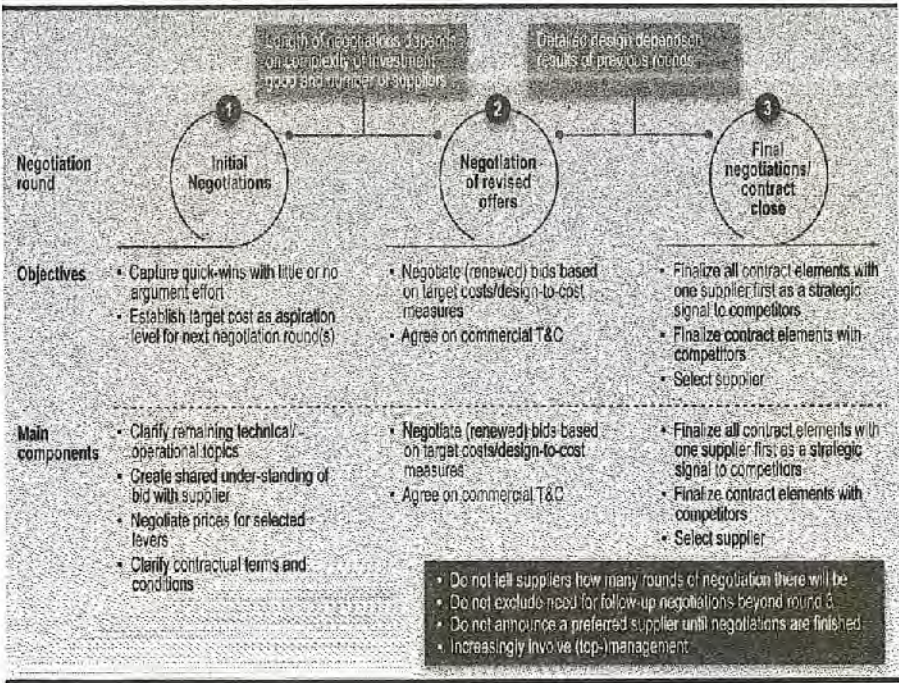 Length of negotiations depends
on complexity of investment
good and number of suppliers
Detailed design depends on
results of previous rounds
1
2
3
Negotiation
round
Initial
Negotiations
Negotiation
of revised
offers
Final
negotiations/
contract
close
Objectives
• Capture quick-wins with little or no
argument effort
• Establish target cost as aspiration
level for next negotiation round(s)
• Negotiate (renewed) bids based
on target costs/design-to-cost
measures
• Agree on commercial T&C
• Finalize all contract elements with
one supplier first as a strategic
signal to competitors
• Finalize contract elements with
competitors
• Select supplier
Main
components
• Clarify remaining technical/
operational topics
• Create shared under-standing of
bid with supplier
• Negotiate prices for selected
levers
• Clarify contractual terms and
conditions
• Negotiate (renewed) bids based
on target costs/design-to-cost
measures
• Agree on commercial T&C
• Finalize all contract elements with
one supplier first as a strategic
signal to competitors
• Finalize contract elements with
competitors
• Select supplier
• Do not tell suppliers how many rounds of negotiation there will be
• Do not exclude need for follow-up negotiations beyond round 3
• Do not announce a preferred supplier until negotiations are finished
• Increasingly involve (top-)management